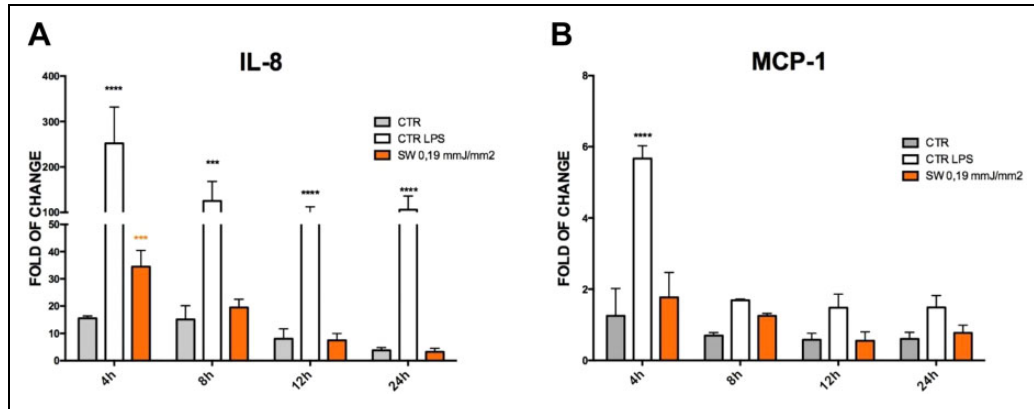 A
IL-8
400
300
200
100
50
40
30
20
10
0
FOLD OF CHANGE
****
***
***
****
****
CTR
CTR LPS
SW 0,19 mmJ/mm2
4h
8h
12h
24h
B
MCP-1
8
6
4
2
0
FOLD OF CHANGE
****
CTR
CTR LPS
SW 0,19 mmJ/mm2
4h
8h
12h
24h